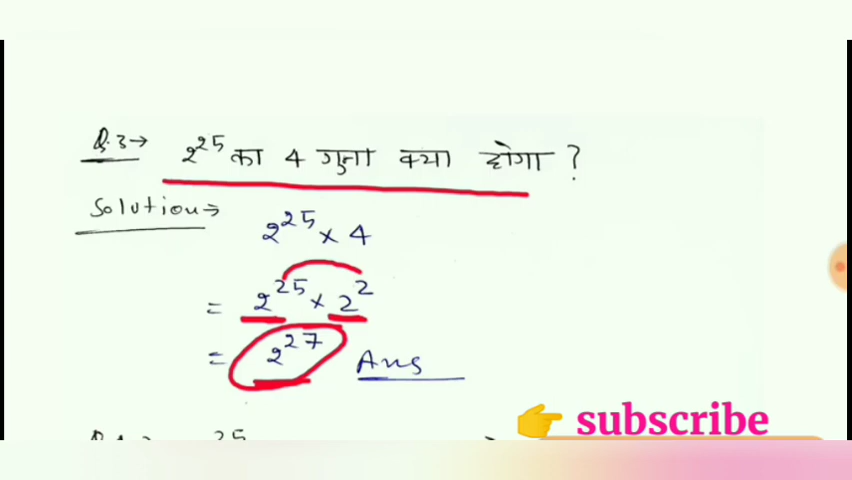 Q.3→ 2²⁵ का 4 गुना क्या होगा ?
Solution→
2²⁵ × 4
= 2²⁵ × 2²
= 2²⁷ Ans
👉 subscribe